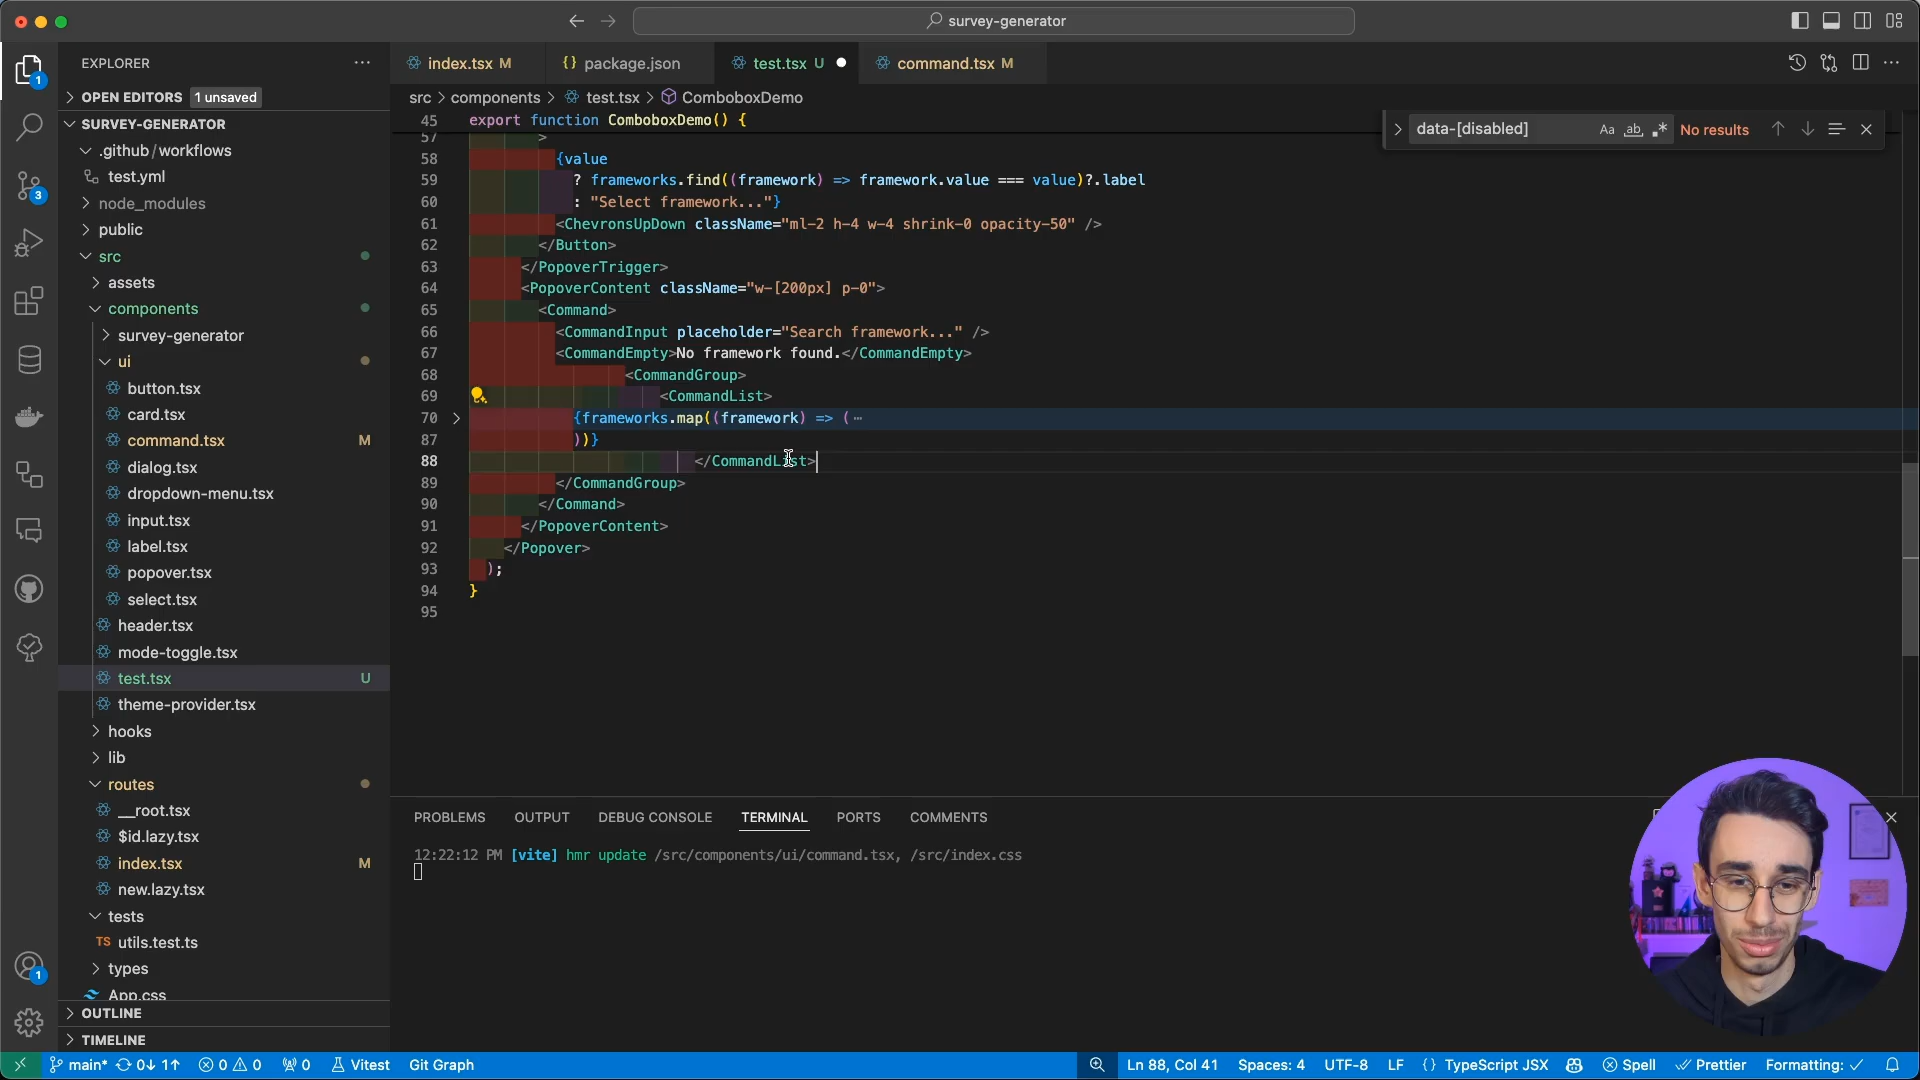 survey-generator
EXPLORER
OPEN EDITORS 1 unsaved
SURVEY-GENERATOR
.github/workflows
test.yml
node_modules
public
src
assets
components
survey-generator
ui
button.tsx
card.tsx
command.tsx M
dialog.tsx
dropdown-menu.tsx
input.tsx
label.tsx
popover.tsx
select.tsx
header.tsx
mode-toggle.tsx
test.tsx U
theme-provider.tsx
hooks
lib
routes
__root.tsx
$id.lazy.tsx
index.tsx M
new.lazy.tsx
tests
TS utils.test.ts
types
App.css
OUTLINE
TIMELINE
1
3
1
index.tsx M {} package.json test.tsx U command.tsx M
src > components > test.tsx > ComboboxDemo
data-[disabled] Aa ab No results
45 export function ComboboxDemo() {
57 >
58 {value
59 ? frameworks.find((framework) => framework.value === value)?.label
60 : "Select framework..."}
61 <ChevronsUpDown className="ml-2 h-4 w-4 shrink-0 opacity-50" />
62 </Button>
63 </PopoverTrigger>
64 <PopoverContent className="w-[200px] p-0">
65 <Command>
66 <CommandInput placeholder="Search framework..." />
67 <CommandEmpty>No framework found.</CommandEmpty>
68 <CommandGroup>
69 <CommandList>
70 {frameworks.map((framework) => ( ⋯
87 ))}
88 </CommandList>
89 </CommandGroup>
90 </Command>
91 </PopoverContent>
92 </Popover>
93 );
94 }
95
PROBLEMS OUTPUT DEBUG CONSOLE TERMINAL PORTS COMMENTS
12:22:12 PM [vite] hmr update /src/components/ui/command.tsx, /src/index.css
main* 0↓ 1↑ 0 0 0 Vitest Git Graph Ln 88, Col 41 Spaces: 4 UTF-8 LF {} TypeScript JSX Spell Prettier Formatting: ✓